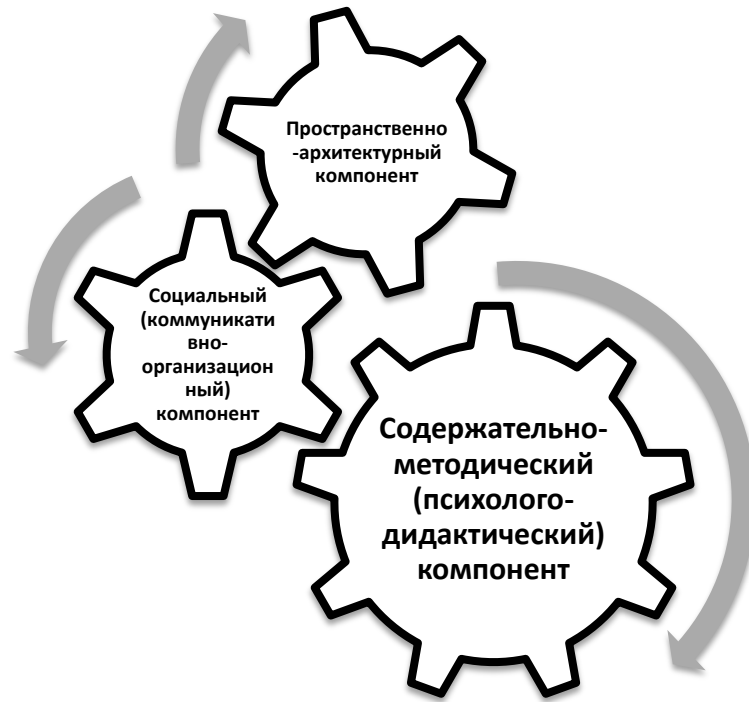 Пространственно
-архитектурный
компонент
Социальный
(коммуникати
вно-
организацион
ный)
компонент
Содержательно-
методический
(психолого-
дидактический)
компонент